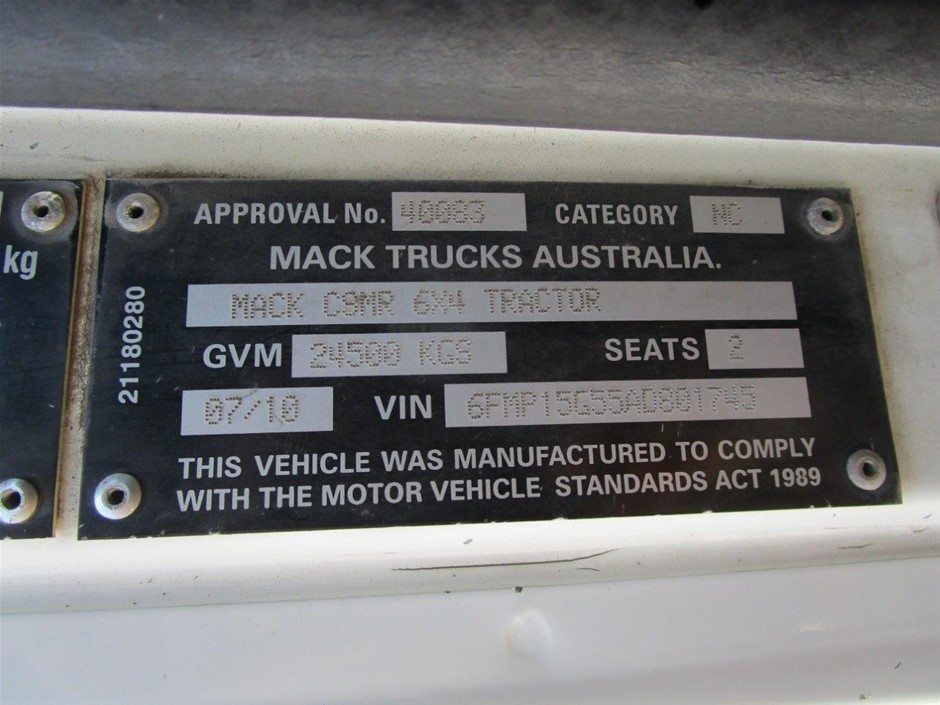 kg
21180280
APPROVAL No. 40083 CATEGORY NC
MACK TRUCKS AUSTRALIA.
MACK CSMR 6X4 TRACTOR
GVM 24500 KGS SEATS 2
07/10 VIN 6FMP15G55AD801745
THIS VEHICLE WAS MANUFACTURED TO COMPLY
WITH THE MOTOR VEHICLE STANDARDS ACT 1989